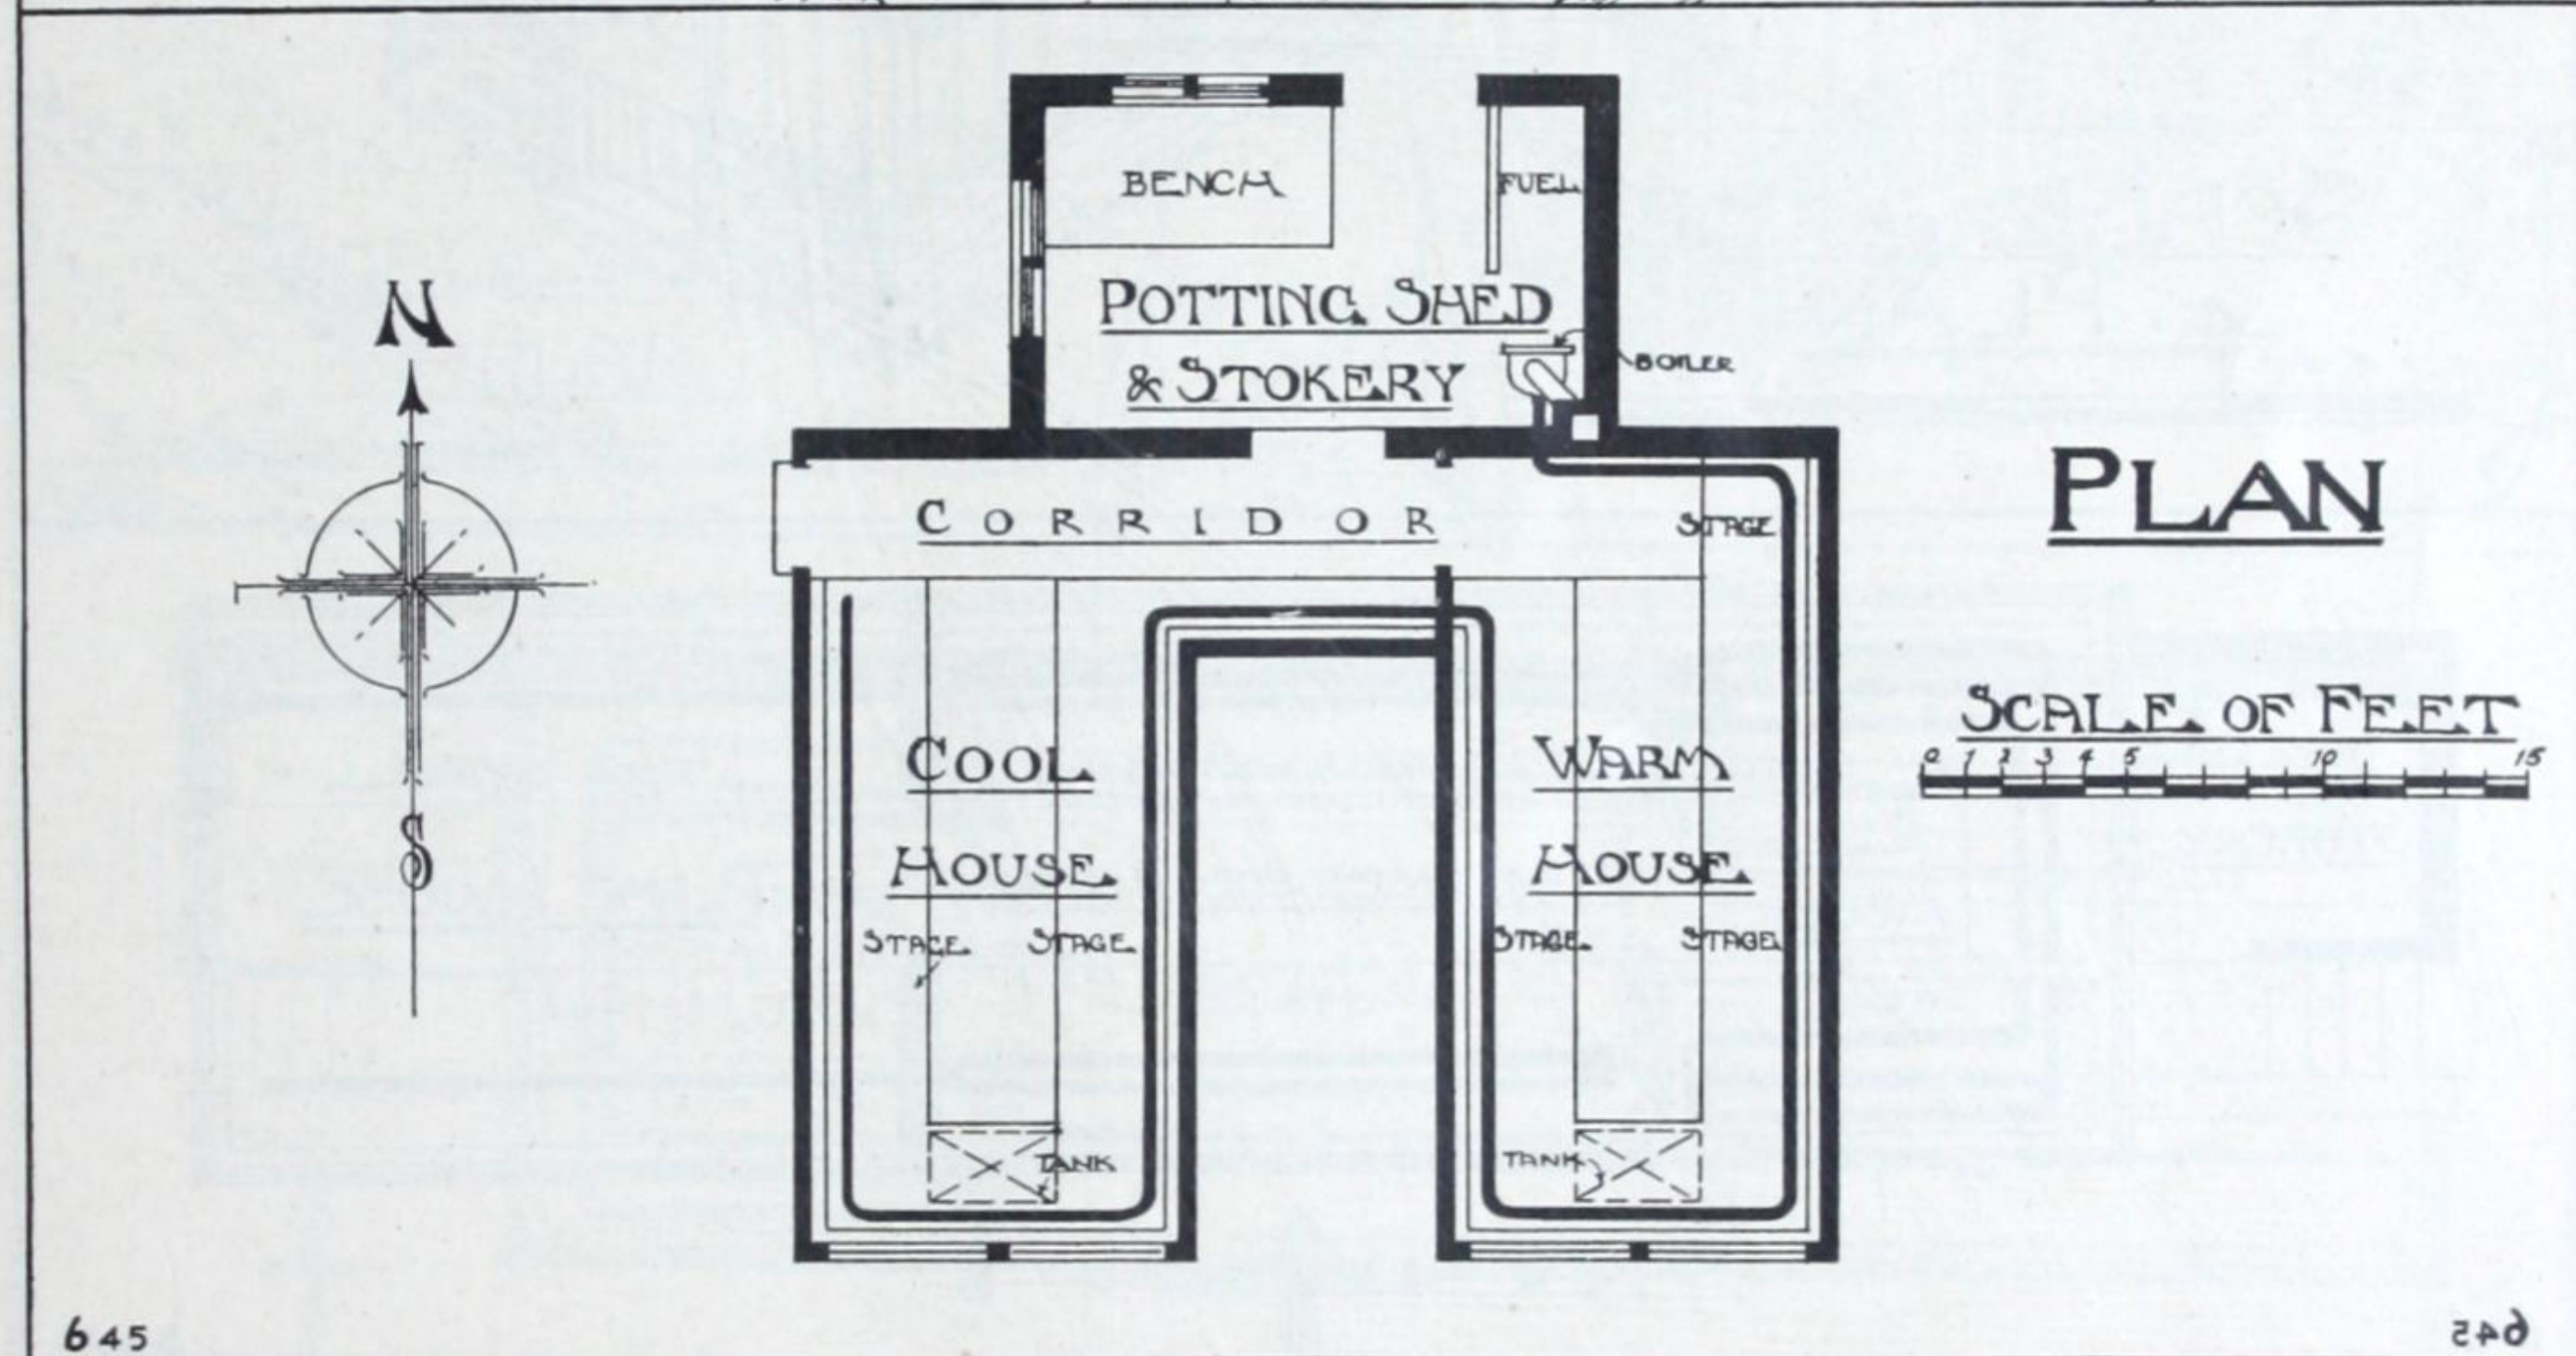 BENCH
FUEL
POTTING SHED
& STOKERY
BOILER
N
S
CORRIDOR
STAGE
PLAN
SCALE OF FEET
0 1 2 3 4 5 10 15
COOL
HOUSE
STAGE STAGE
TANK
WARM
HOUSE
STAGE STAGE
TANK
645
645